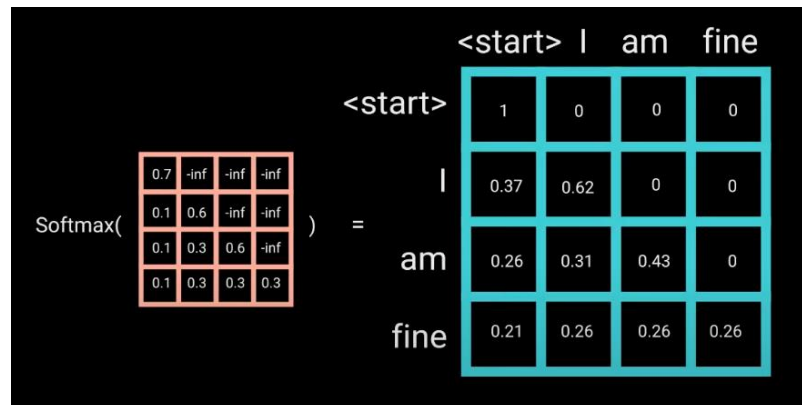 <start> I am fine
<start> 1 0 0 0
0.7 -inf -inf -inf
I 0.37 0.62 0 0
0.1 0.6 -inf -inf
Softmax( ) =
0.1 0.3 0.6 -inf
am 0.26 0.31 0.43 0
0.1 0.3 0.3 0.3
fine 0.21 0.26 0.26 0.26